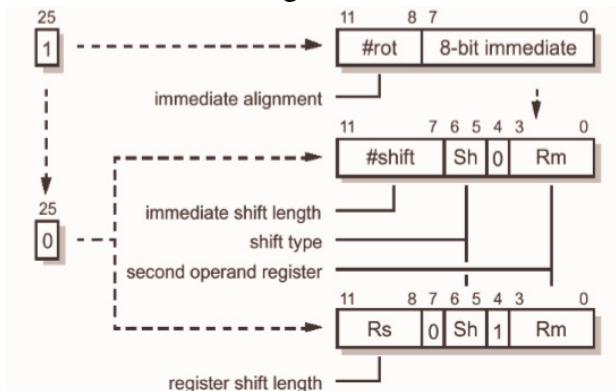 25 11 8 7 0
1 #rot 8-bit immediate
immediate alignment
11 7 6 5 4 3 0
#shift Sh 0 Rm
25
0
immediate shift length
shift type
second operand register
11 8 7 6 5 4 3 0
Rs 0 Sh 1 Rm
register shift length